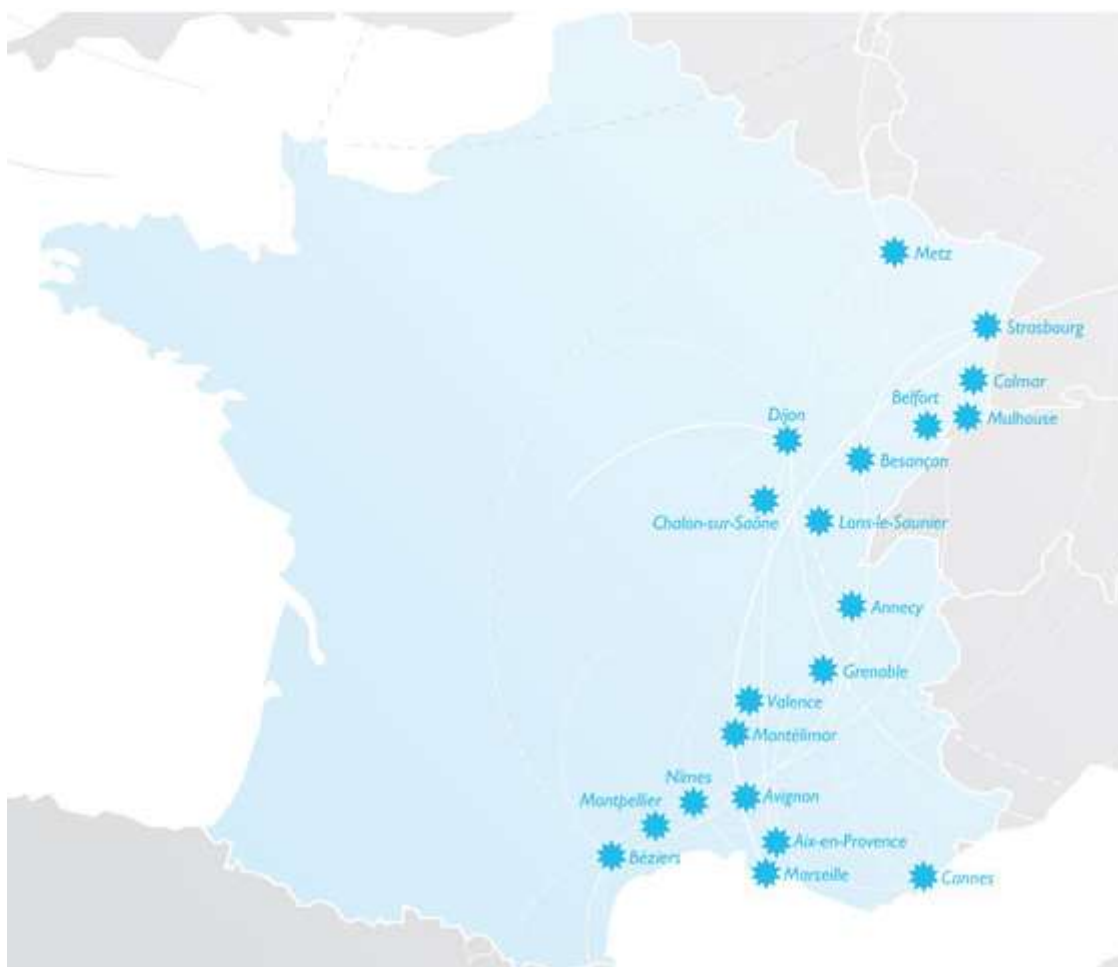 Metz
Strasbourg
Colmar
Belfort
Mulhouse
Dijon
Besançon
Chalon-sur-Saône
Lons-le-Saunier
Annecy
Grenoble
Valence
Montélimar
Nîmes
Avignon
Montpellier
Aix-en-Provence
Béziers
Marseille
Cannes